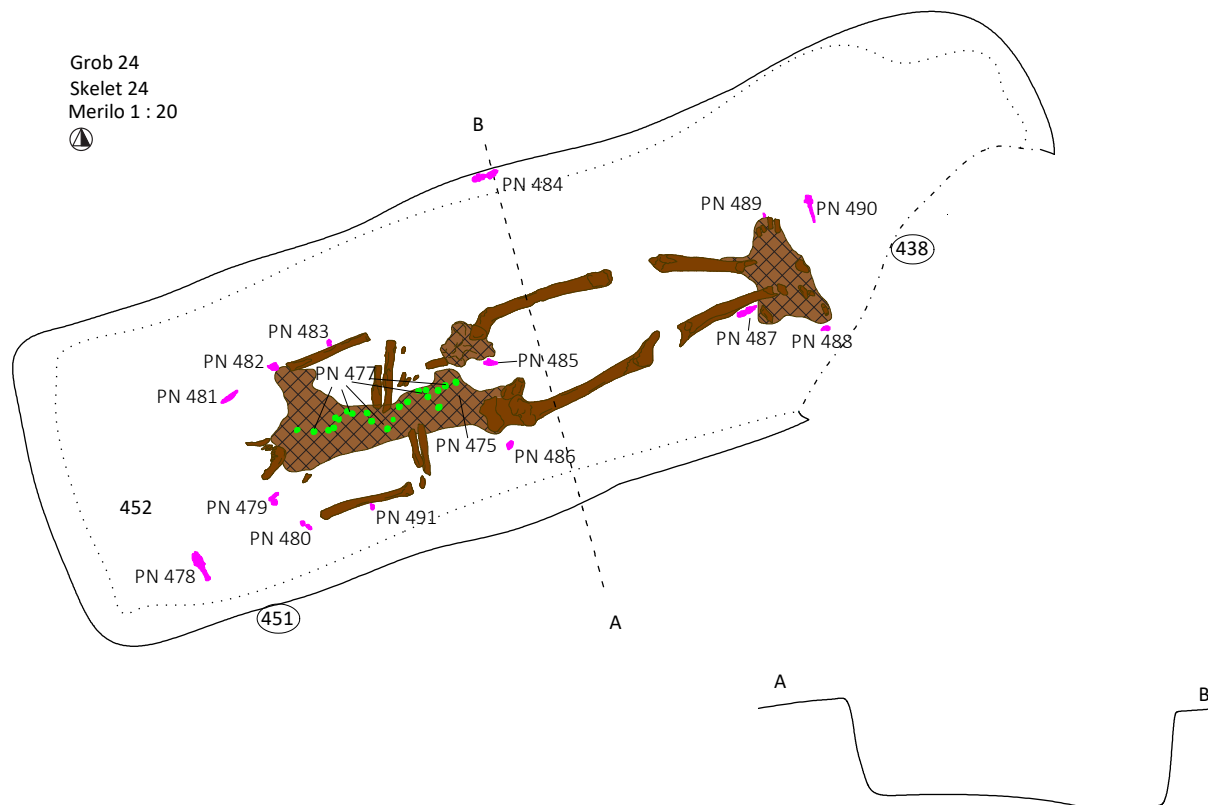 Grob 24
Skelet 24
Merilo 1 : 20
B
PN 484
PN 489
PN 490
438
PN 483
PN 482
PN 477
PN 485
PN 487
PN 488
PN 481
PN 475
PN 486
452
PN 479
PN 491
PN 480
PN 478
451
A
A
B